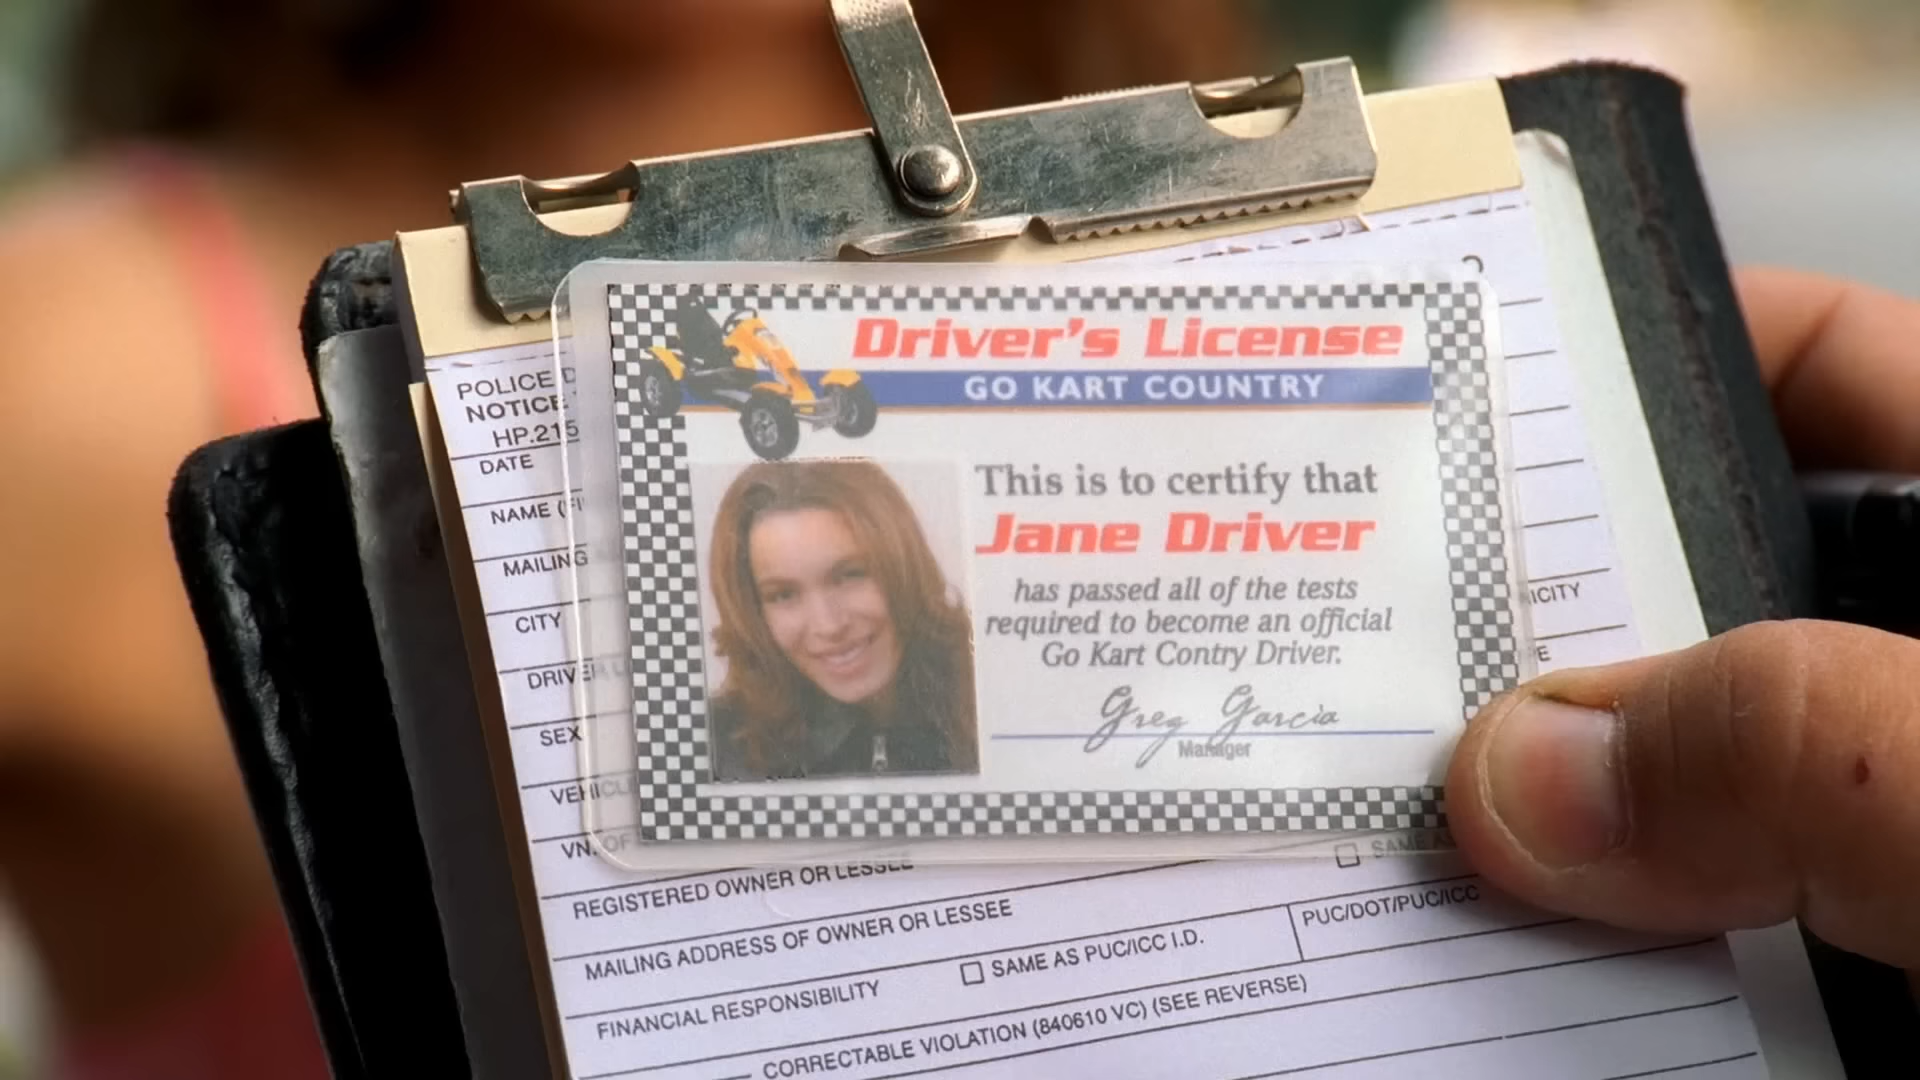 Driver's License
GO KART COUNTRY
This is to certify that
Jane Driver
has passed all of the tests
required to become an official
Go Kart Contry Driver.
Greg Garcia
Manager
POLICE
NOTICE
HP.215
DATE
NAME
MAILING
CITY
SEX
REGISTERED OWNER OR LESSEE
SAME AS
MAILING ADDRESS OF OWNER OR LESSEE
FINANCIAL RESPONSIBILITY
SAME AS PUC/ICC I.D.
PUC/DOT/PUC/ICC
CORRECTABLE VIOLATION (840610 VC) (SEE REVERSE)